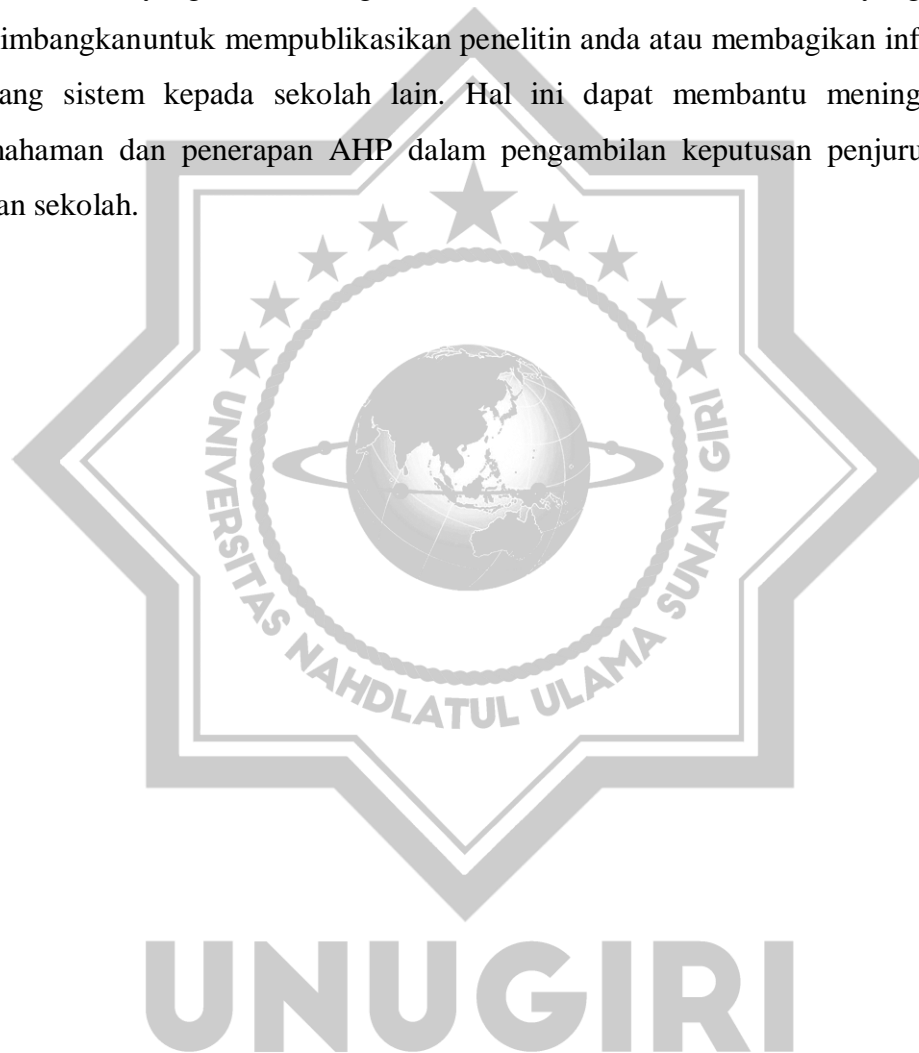 imbangkanuntuk mempublikasikan penelitin anda atau membagikan inf
ang sistem kepada sekolah lain. Hal ini dapat membantu mening
nahaman dan penerapan AHP dalam pengambilan keputusan penjuru
an sekolah.
UNIVERSITAS NAHDLATUL ULAMA SUNAN GIRI
UNUGIRI